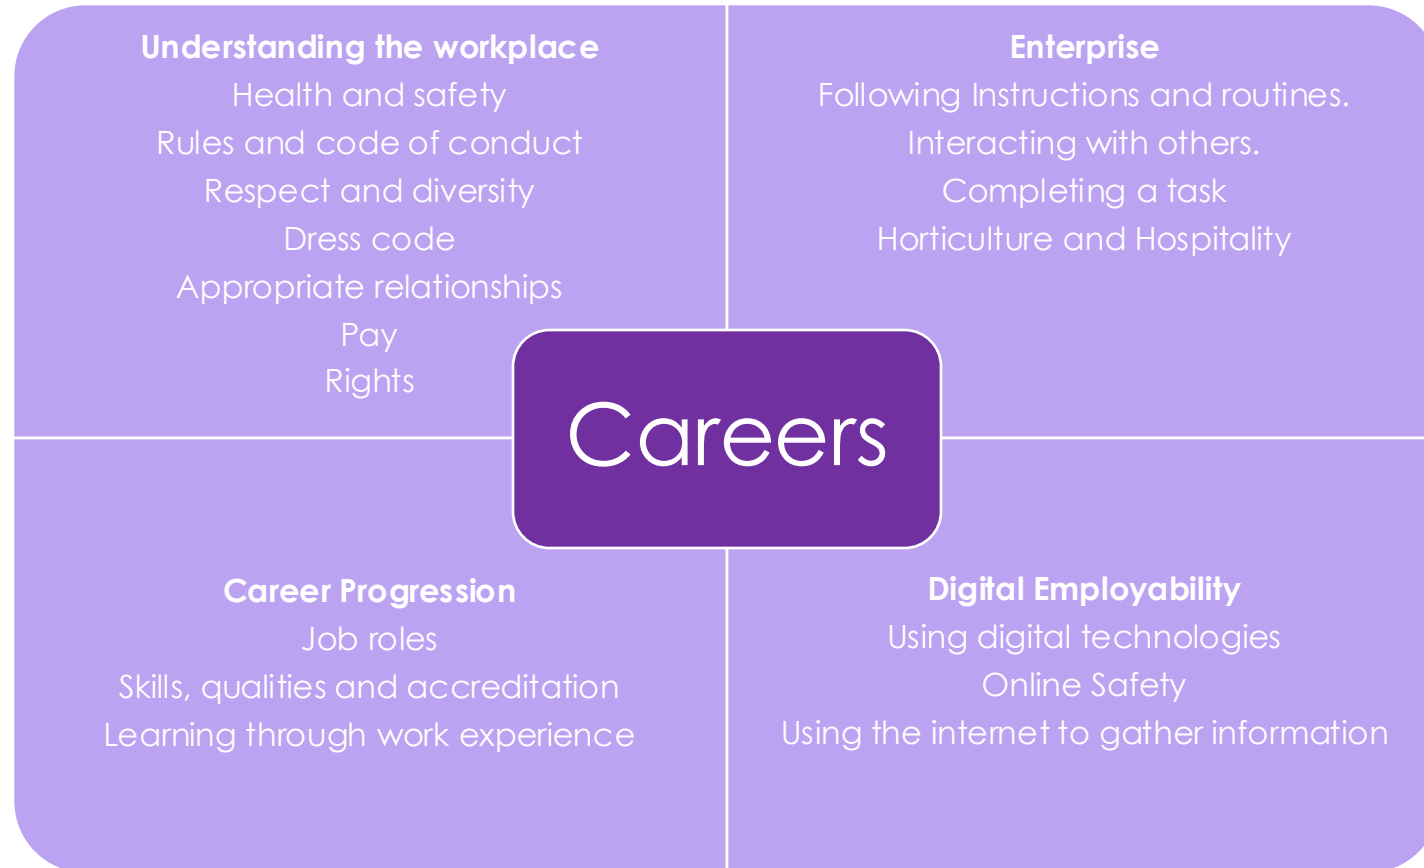 Understanding the workplace
Health and safety
Rules and code of conduct
Respect and diversity
Dress code
Appropriate relationships
Pay
Rights
Enterprise
Following Instructions and routines.
Interacting with others.
Completing a task
Horticulture and Hospitality
Careers
Career Progression
Job roles
Skills, qualities and accreditation
Learning through work experience
Digital Employability
Using digital technologies
Online Safety
Using the internet to gather information